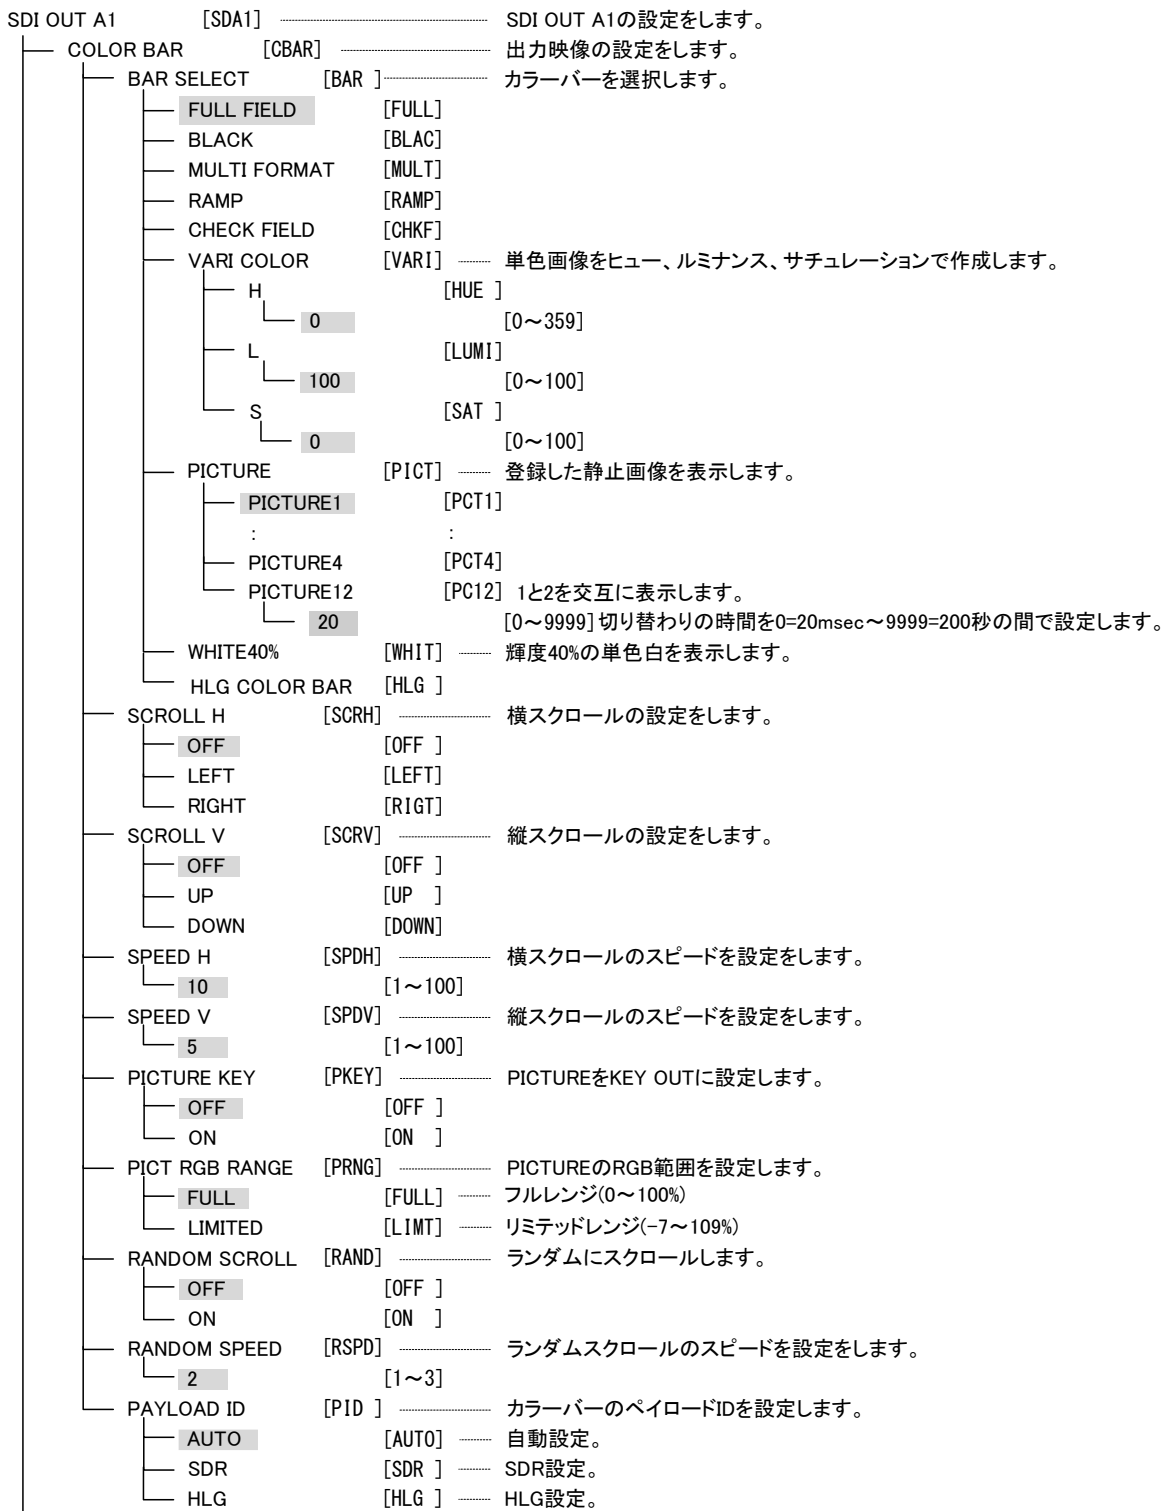 SDI OUT A1 [SDA1] SDI OUT A1の設定をします。
COLOR BAR [CBAR] 出力映像の設定をします。
BAR SELECT [BAR ] カラーバーを選択します。
FULL FIELD [FULL]
BLACK [BLAC]
MULTI FORMAT [MULT]
RAMP [RAMP]
CHECK FIELD [CHKF]
VARI COLOR [VARI] 単色画像をヒュー、ルミナンス、サチュレーションで作成します。
H [HUE ]
0 [0～359]
L [LUMI]
100 [0～100]
S [SAT ]
0 [0～100]
PICTURE [PICT] 登録した静止画像を表示します。
PICTURE1 [PCT1]
: :
PICTURE4 [PCT4]
PICTURE12 [PC12] 1と2を交互に表示します。
20 [0～9999]切り替わりの時間を0=20msec～9999=200秒の間で設定します。
WHITE40% [WHIT] 輝度40%の単色白を表示します。
HLG COLOR BAR [HLG ]
SCROLL H [SCRH] 横スクロールの設定をします。
OFF [OFF ]
LEFT [LEFT]
RIGHT [RIGT]
SCROLL V [SCRV] 縦スクロールの設定をします。
OFF [OFF ]
UP [UP  ]
DOWN [DOWN]
SPEED H [SPDH] 横スクロールのスピードを設定をします。
10 [1～100]
SPEED V [SPDV] 縦スクロールのスピードを設定をします。
5 [1～100]
PICTURE KEY [PKEY] PICTUREをKEY OUTに設定します。
OFF [OFF ]
ON [ON  ]
PICT RGB RANGE [PRNG] PICTUREのRGB範囲を設定します。
FULL [FULL] フルレンジ(0～100%)
LIMITED [LIMT] リミテッドレンジ(-7～109%)
RANDOM SCROLL [RAND] ランダムにスクロールします。
OFF [OFF ]
ON [ON  ]
RANDOM SPEED [RSPD] ランダムスクロールのスピードを設定をします。
2 [1～3]
PAYLOAD ID [PID ] カラーバーのペイロードIDを設定します。
AUTO [AUTO] 自動設定。
SDR [SDR ] SDR設定。
HLG [HLG ] HLG設定。